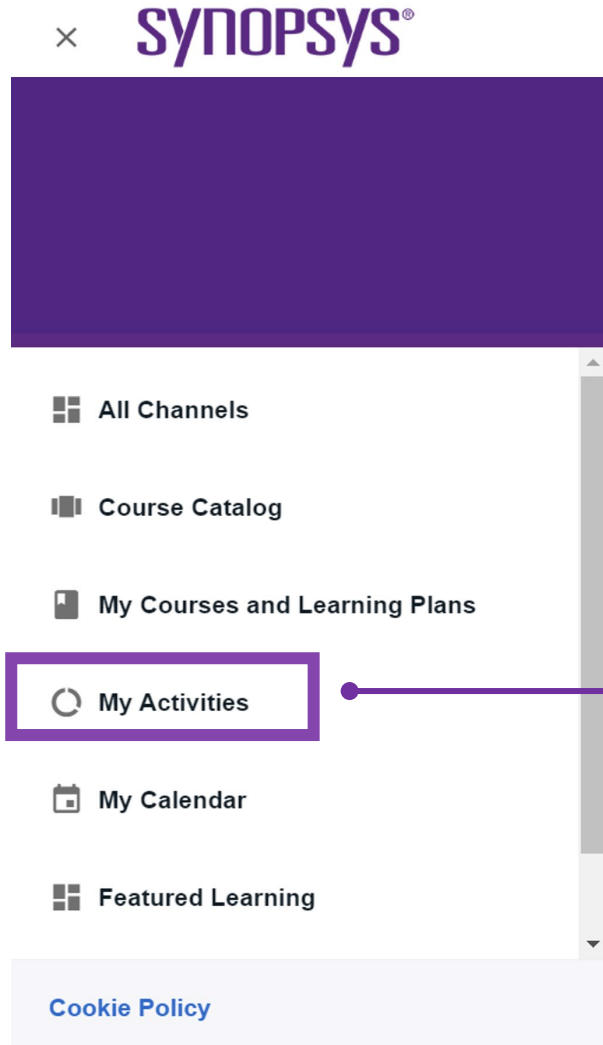 SYNOPSYS®
All Channels
Course Catalog
My Courses and Learning Plans
My Activities
My Calendar
Featured Learning
Cookie Policy